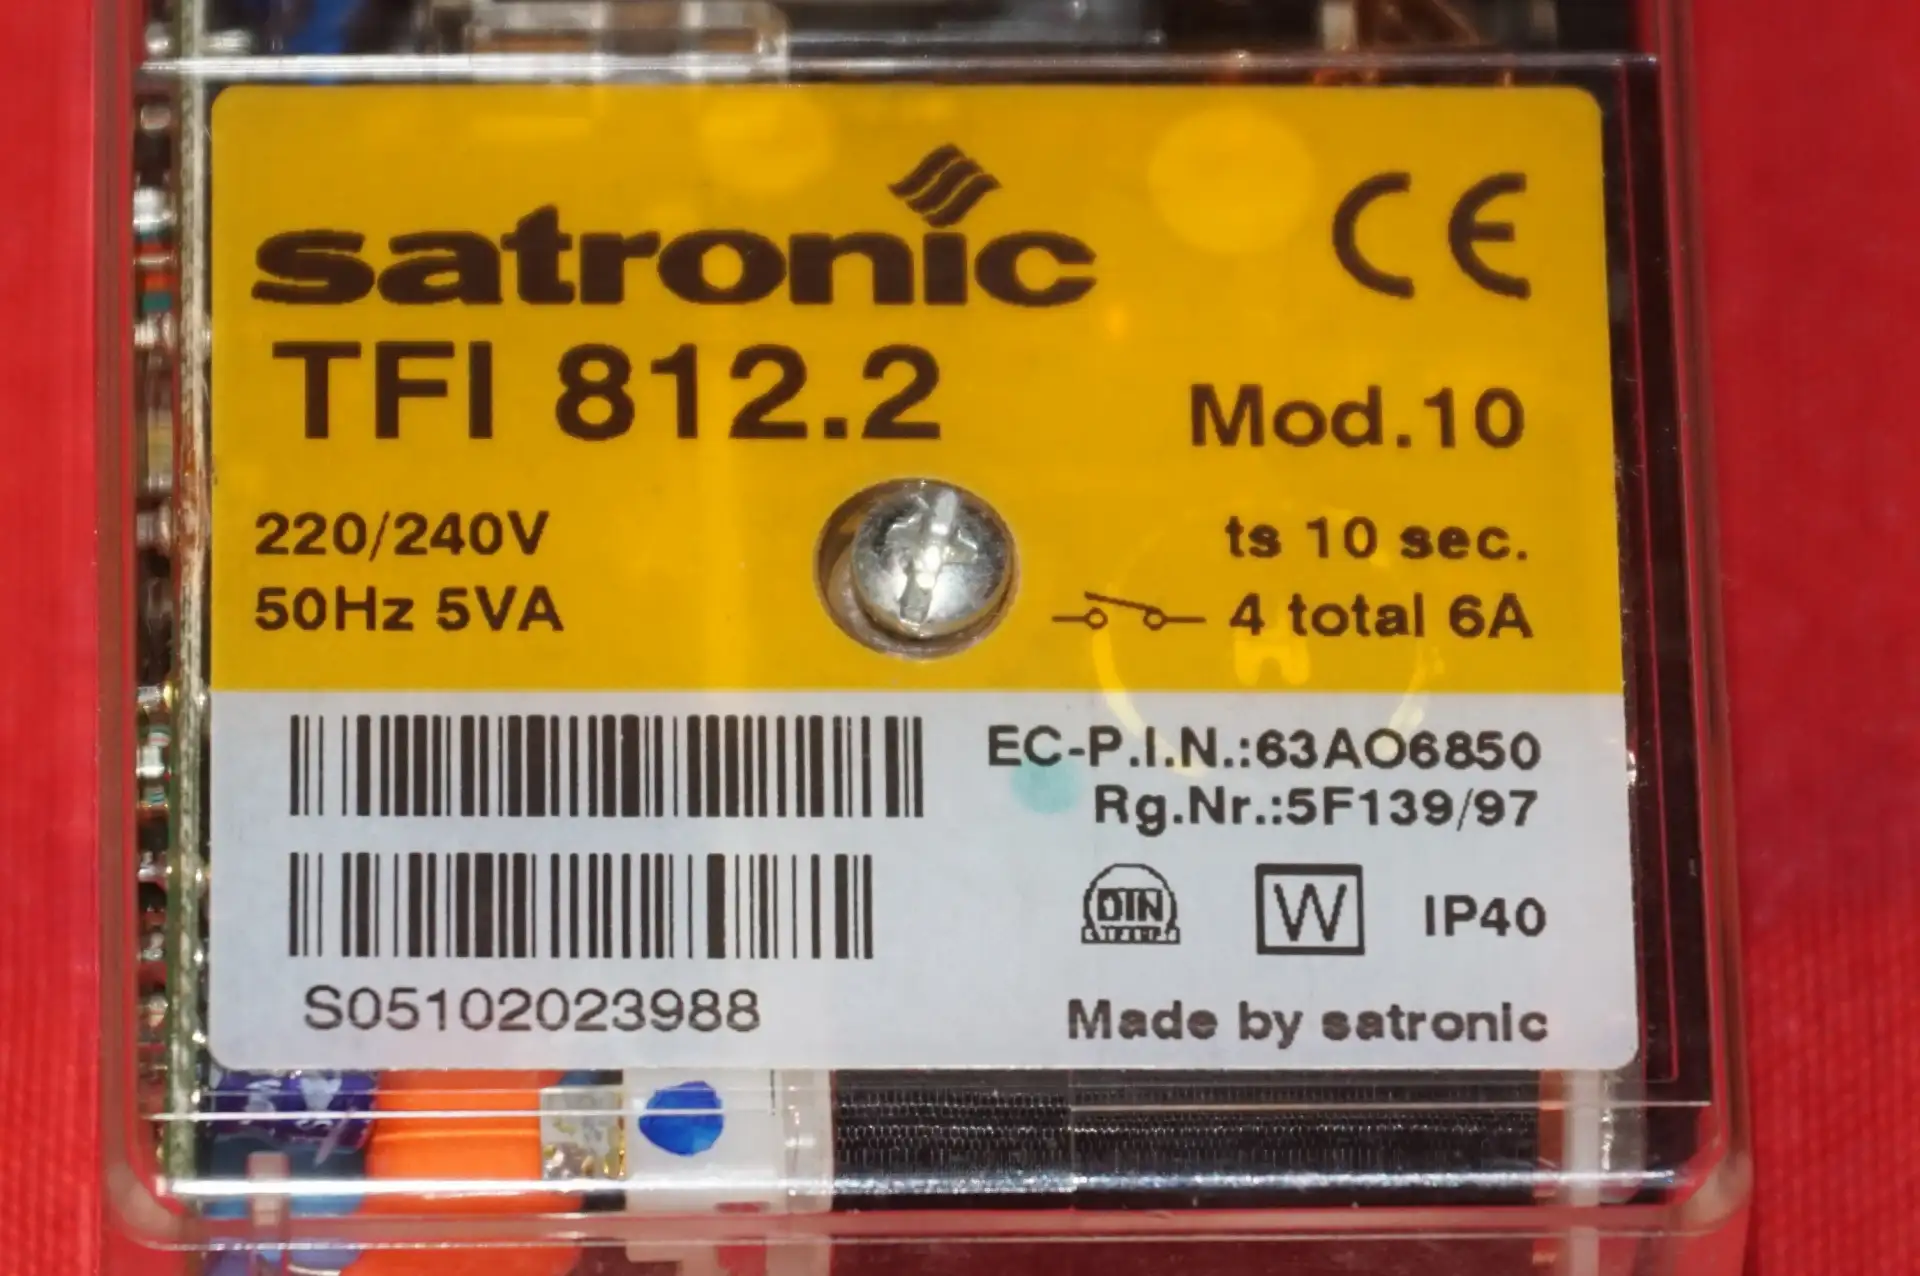 satronic
CE
TFI 812.2
Mod.10
220/240V
ts 10 sec.
50Hz 5VA
4 total 6A
EC-P.I.N.:63AO6850
Rg.Nr.:5F139/97
DIN
W
IP40
S05102023988
Made by satronic